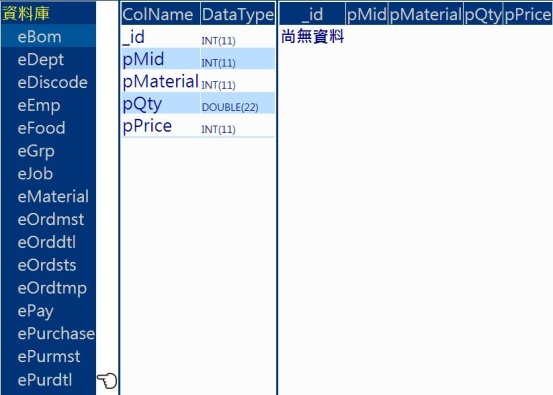 資料庫
eBom
eDept
eDiscode
eEmp
eFood
eGrp
eJob
eMaterial
eOrdmst
eOrddtl
eOrdsts
eOrdtmp
ePay
ePurchase
ePurmst
ePurdtl
ColName DataType
_id INT(11)
pMid INT(11)
pMaterial INT(11)
pQty DOUBLE(22)
pPrice INT(11)
_id pMid pMaterial pQty pPrice
尚無資料